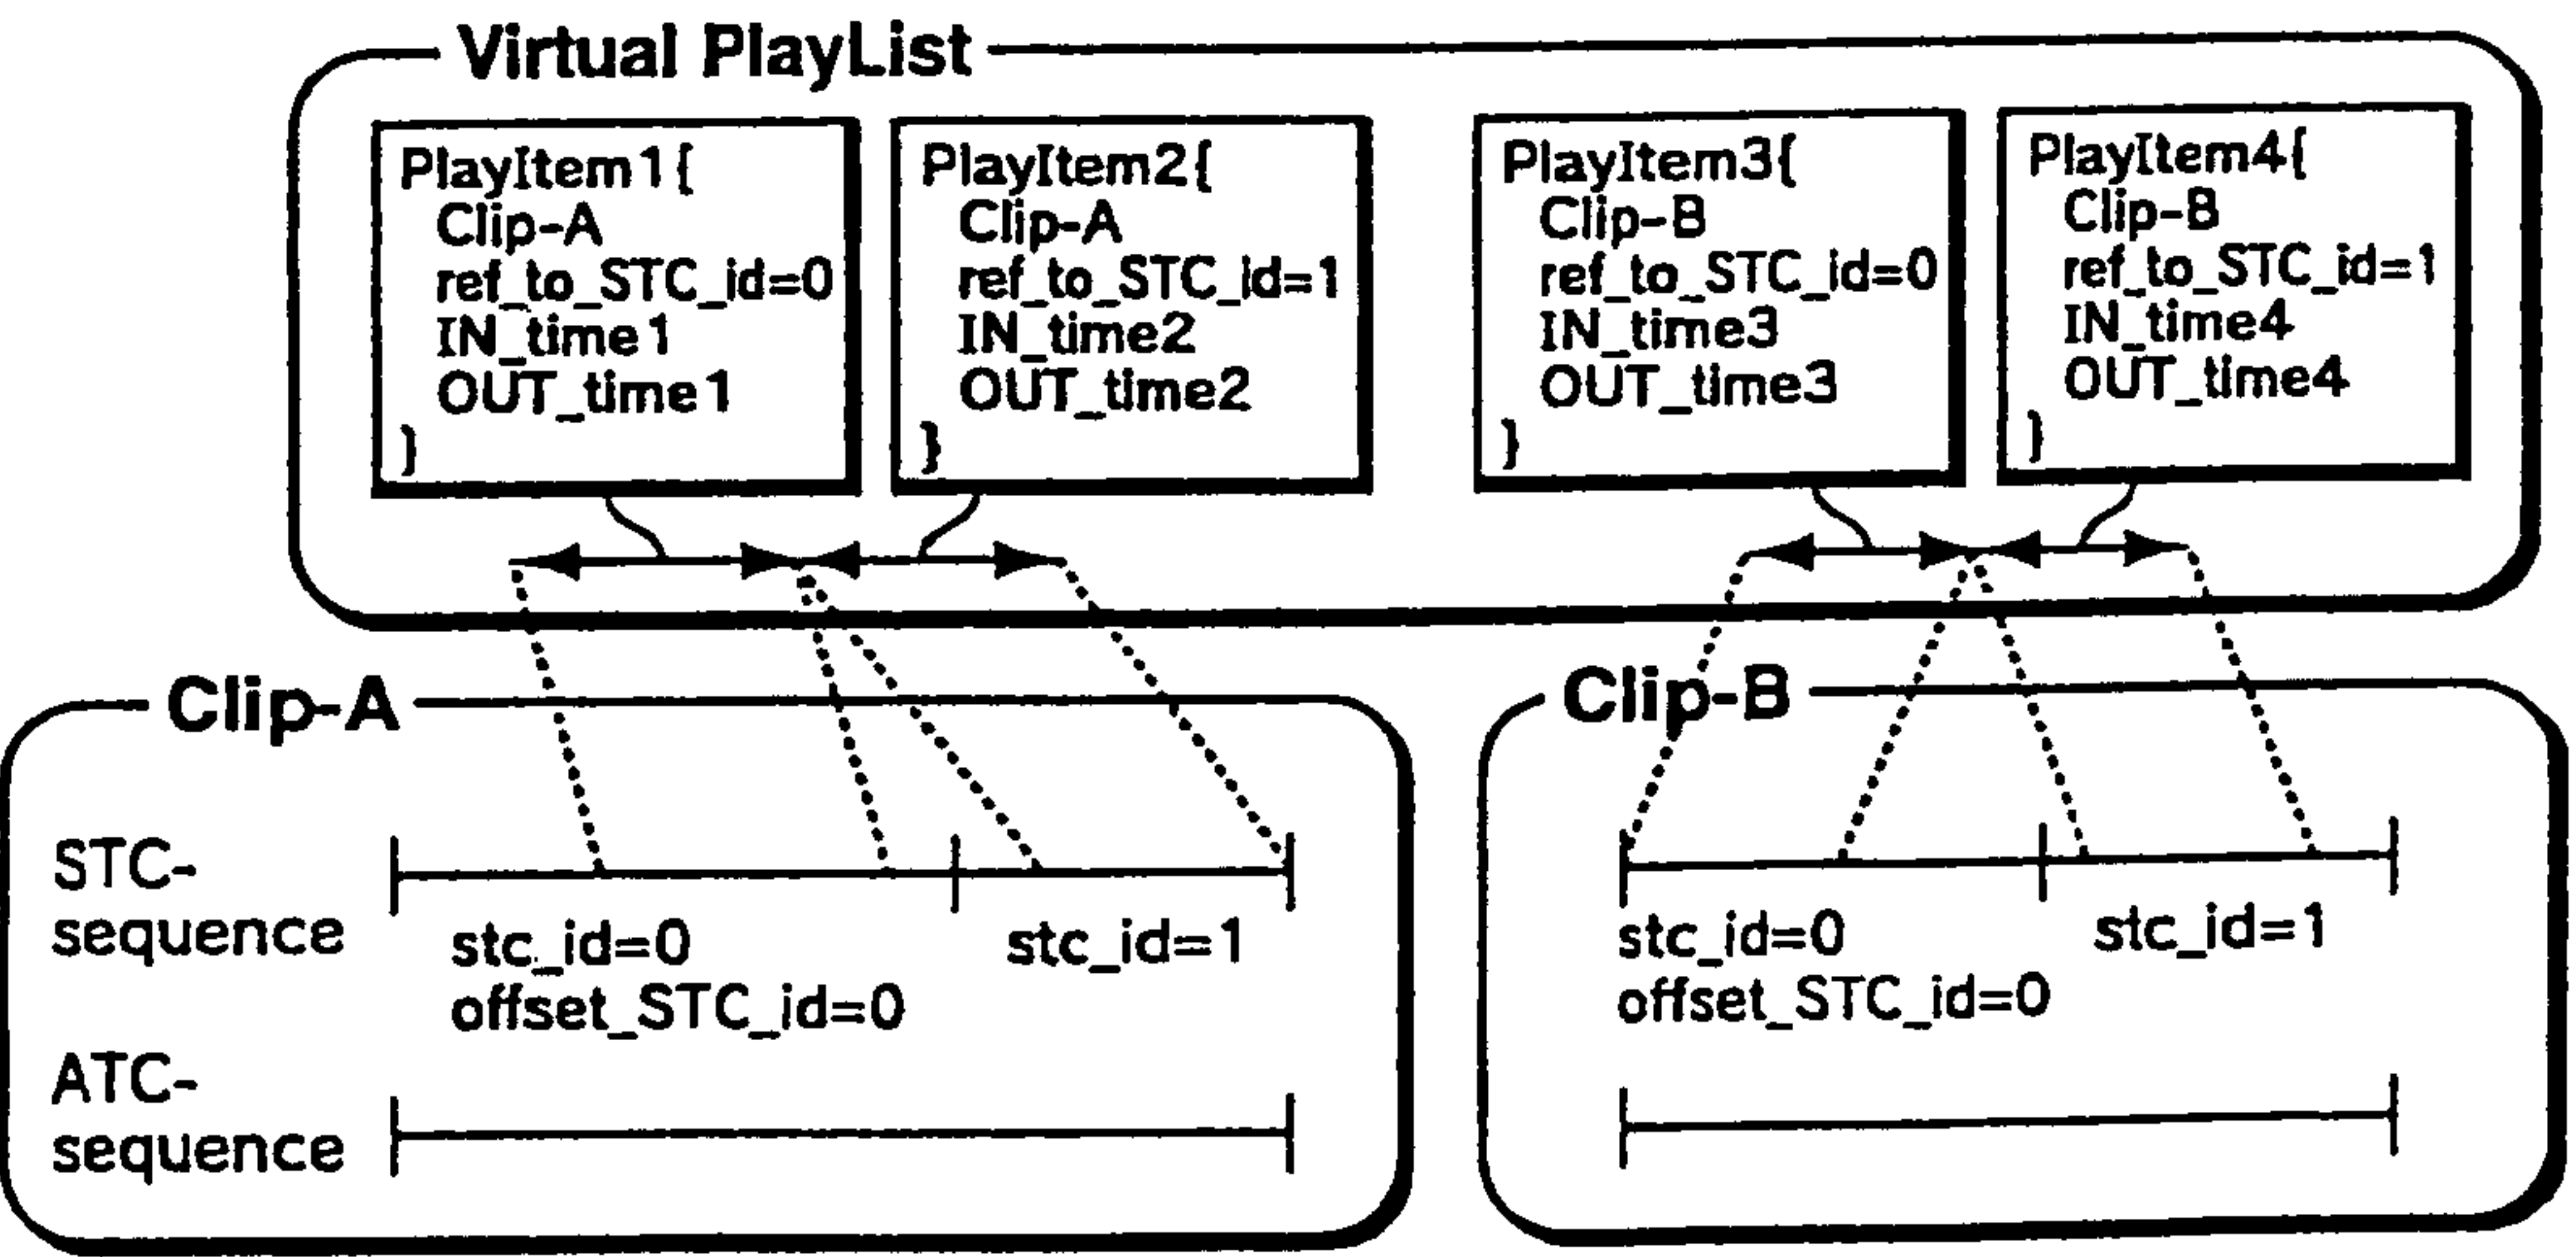 Virtual PlayList
PlayItem1{
Clip-A
ref_to_STC_id=0
IN_time1
OUT_time1
}
PlayItem2{
Clip-A
ref_to_STC_id=1
IN_time2
OUT_time2
}
PlayItem3{
Clip-B
ref_to_STC_id=0
IN_time3
OUT_time3
}
PlayItem4{
Clip-B
ref_to_STC_id=1
IN_time4
OUT_time4
}
Clip-A
STC-
sequence
stc_id=0
offset_STC_id=0
stc_id=1
ATC-
sequence
Clip-B
stc_id=0
offset_STC_id=0
stc_id=1